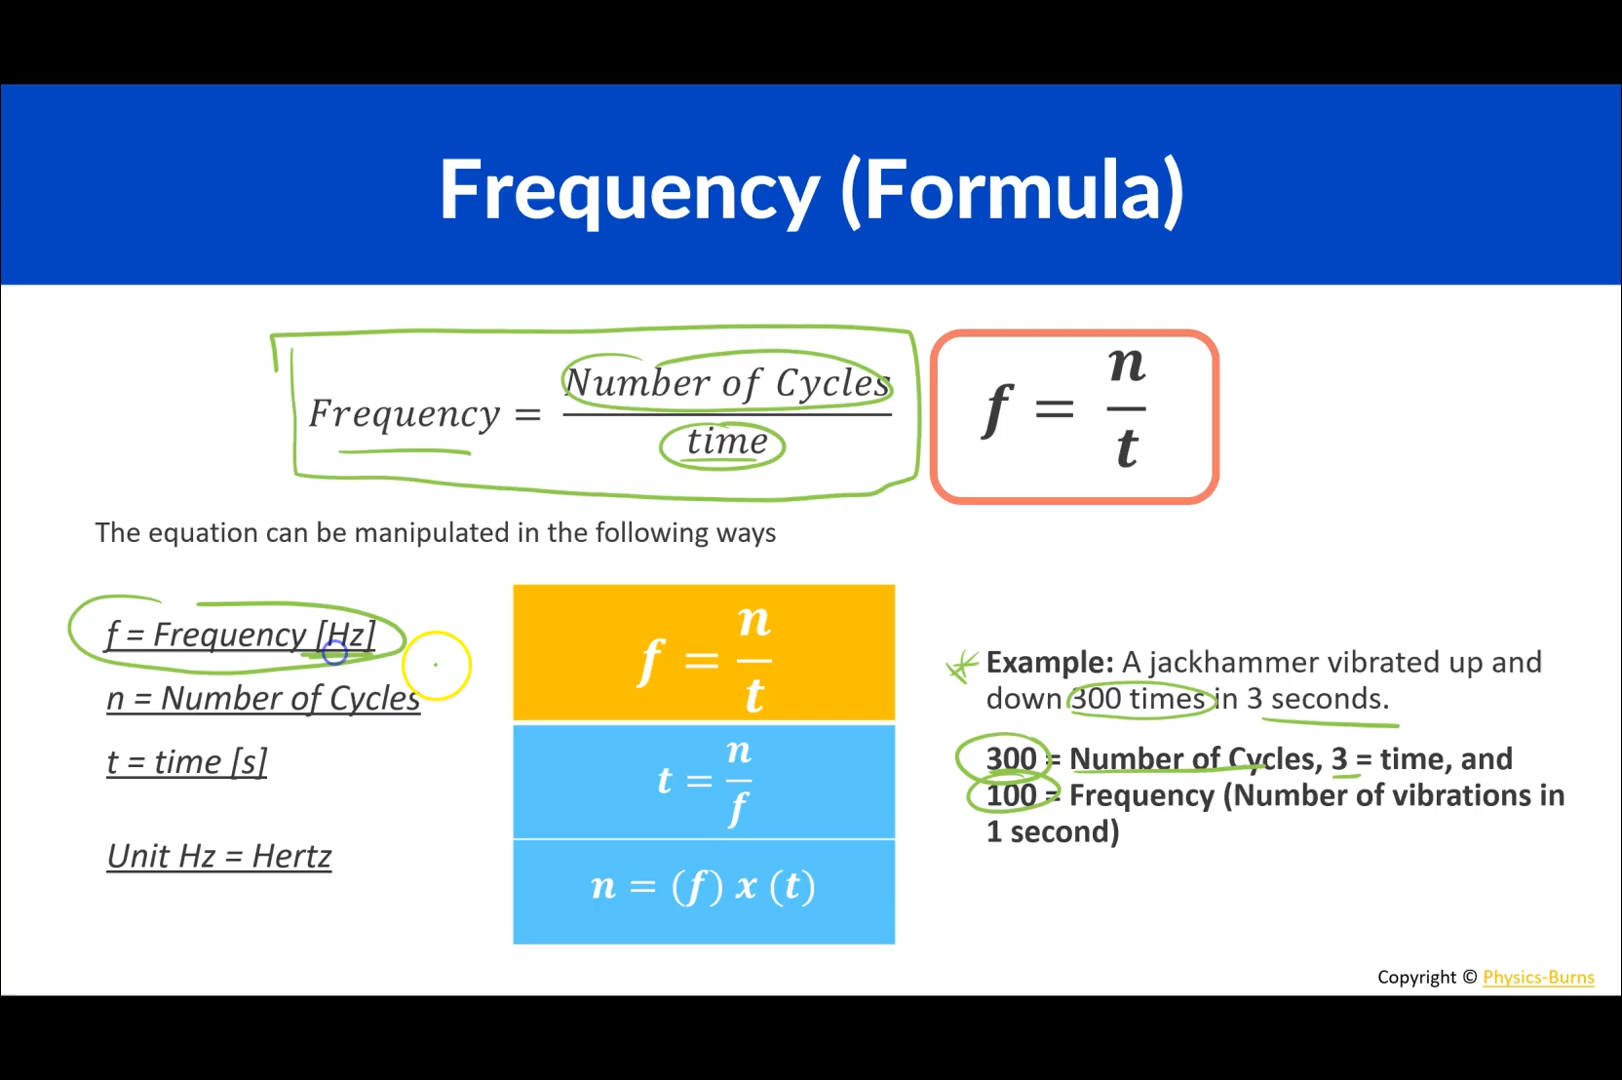 Frequency (Formula)
Frequency = Number of Cycles / time
f = n / t
The equation can be manipulated in the following ways
f = Frequency [Hz]
n = Number of Cycles
t = time [s]
Unit Hz = Hertz
f = n / t
t = n / f
n = (f) x (t)
Example: A jackhammer vibrated up and
down 300 times in 3 seconds.
300 = Number of Cycles, 3 = time, and
100 = Frequency (Number of vibrations in
1 second)
Copyright © Physics-Burns